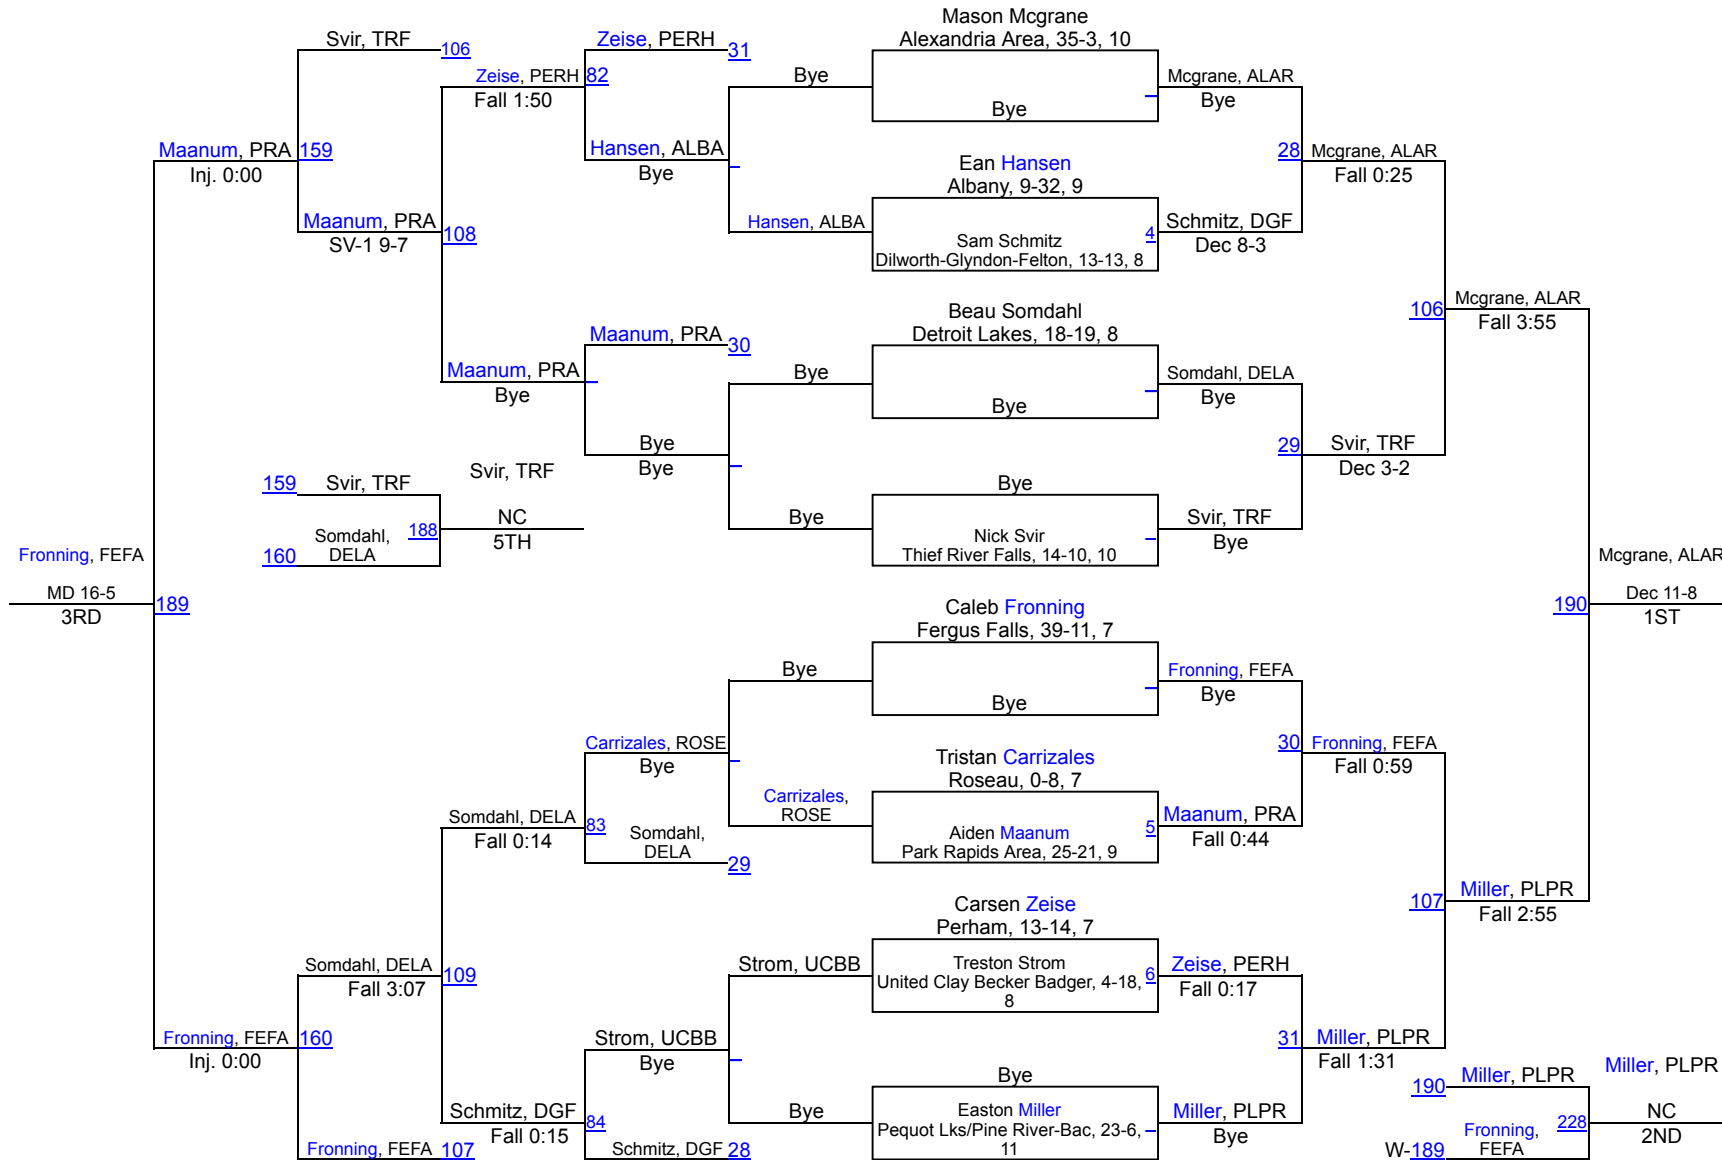 Mason Mcgrane
Alexandria Area, 35-3, 10
Svir, TRF
106
Zeise, PERH
31
Zeise, PERH
82
Fall 1:50
Bye
Bye
Mcgrane, ALAR
Bye
Maanum, PRA
159
Inj. 0:00
Hansen, ALBA
Bye
Ean Hansen
Albany, 9-32, 9
28
Mcgrane, ALAR
Fall 0:25
Maanum, PRA
108
SV-1 9-7
Hansen, ALBA
Sam Schmitz
4
Dilworth-Glyndon-Felton, 13-13, 8
Schmitz, DGF
Dec 8-3
Beau Somdahl
Detroit Lakes, 18-19, 8
106
Mcgrane, ALAR
Fall 3:55
Maanum, PRA
30
Maanum, PRA
Bye
Bye
Bye
Somdahl, DELA
Bye
Bye
Bye
29
Svir, TRF
Dec 3-2
159
Svir, TRF
Svir, TRF
Bye
Somdahl,
DELA
188
160
NC
5TH
Bye
Nick Svir
Thief River Falls, 14-10, 10
Svir, TRF
Bye
Fronning, FEFA
MD 16-5
3RD
189
Mcgrane, ALAR
190
Dec 11-8
1ST
Caleb Fronning
Fergus Falls, 39-11, 7
Bye
Bye
Fronning, FEFA
Bye
Carrizales, ROSE
Bye
Tristan Carrizales
Roseau, 0-8, 7
30
Fronning, FEFA
Fall 0:59
Carrizales,
ROSE
Somdahl, DELA
83
Fall 0:14
Somdahl,
DELA
29
Aiden Maanum
5
Park Rapids Area, 25-21, 9
Maanum, PRA
Fall 0:44
Carsen Zeise
Perham, 13-14, 7
107
Miller, PLPR
Fall 2:55
Somdahl, DELA
109
Fall 3:07
Strom, UCBB
Treston Strom
United Clay Becker Badger, 4-18,
8
6
Zeise, PERH
Fall 0:17
Fronning, FEFA
160
Inj. 0:00
Strom, UCBB
Bye
31
Miller, PLPR
Fall 1:31
Bye
Schmitz, DGF
84
Fall 0:15
Bye
Easton Miller
Pequot Lks/Pine River-Bac, 23-6,
11
Miller, PLPR
Bye
190
Miller, PLPR
Miller, PLPR
Fronning, FEFA
107
Schmitz, DGF
28
W-189
Fronning,
FEFA
228
NC
2ND